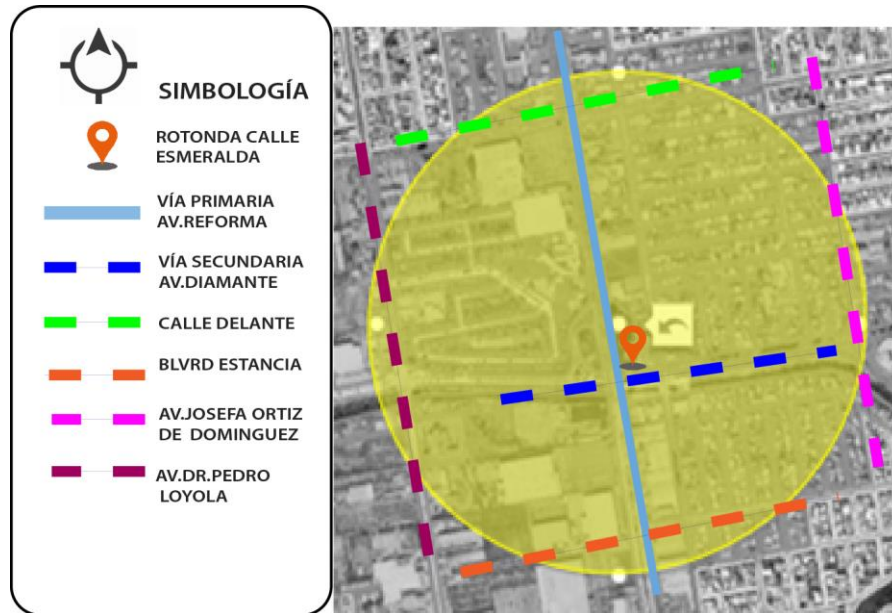 SIMBOLOGÍA
ROTONDA CALLE
ESMERALDA
VÍA PRIMARIA
AV.REFORMA
VÍA SECUNDARIA
AV.DIAMANTE
CALLE DELANTE
BLVRD ESTANCIA
AV.JOSEFA ORTIZ
DE DOMINGUEZ
AV.DR.PEDRO
LOYOLA